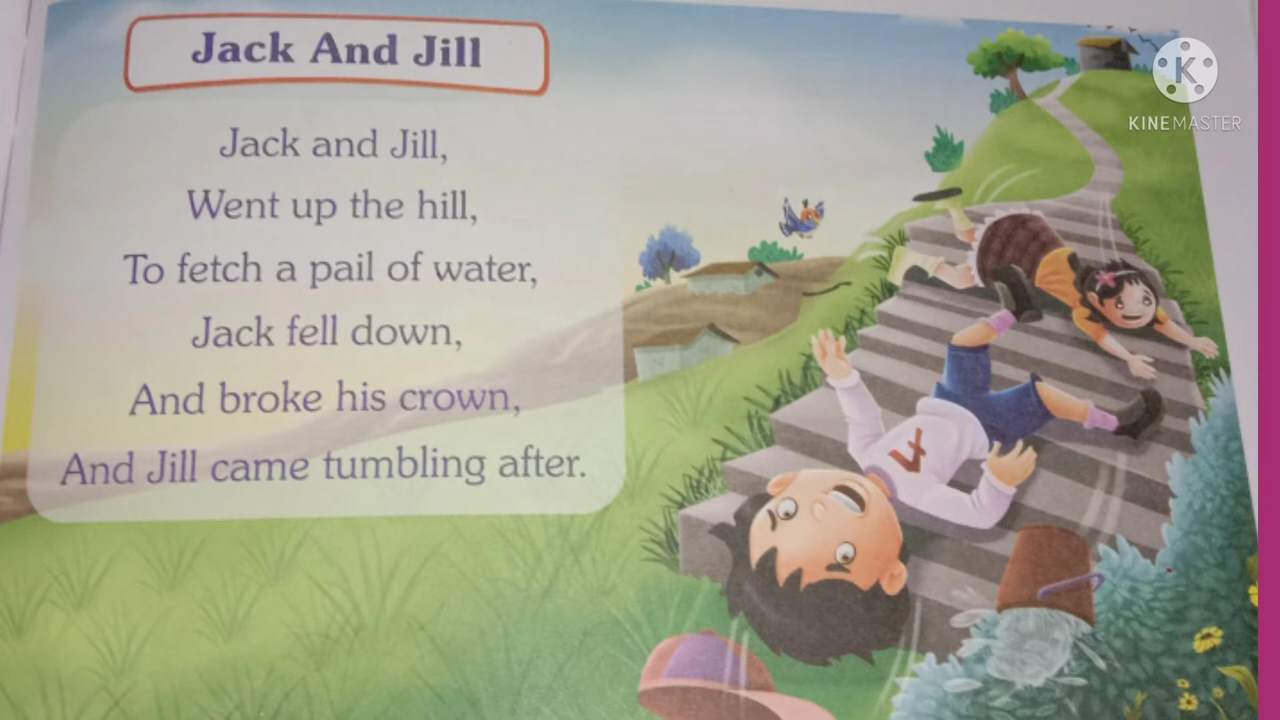 Jack And Jill
Jack and Jill,
Went up the hill,
To fetch a pail of water,
Jack fell down,
And broke his crown,
And Jill came tumbling after.
4
K
KINEMASTER